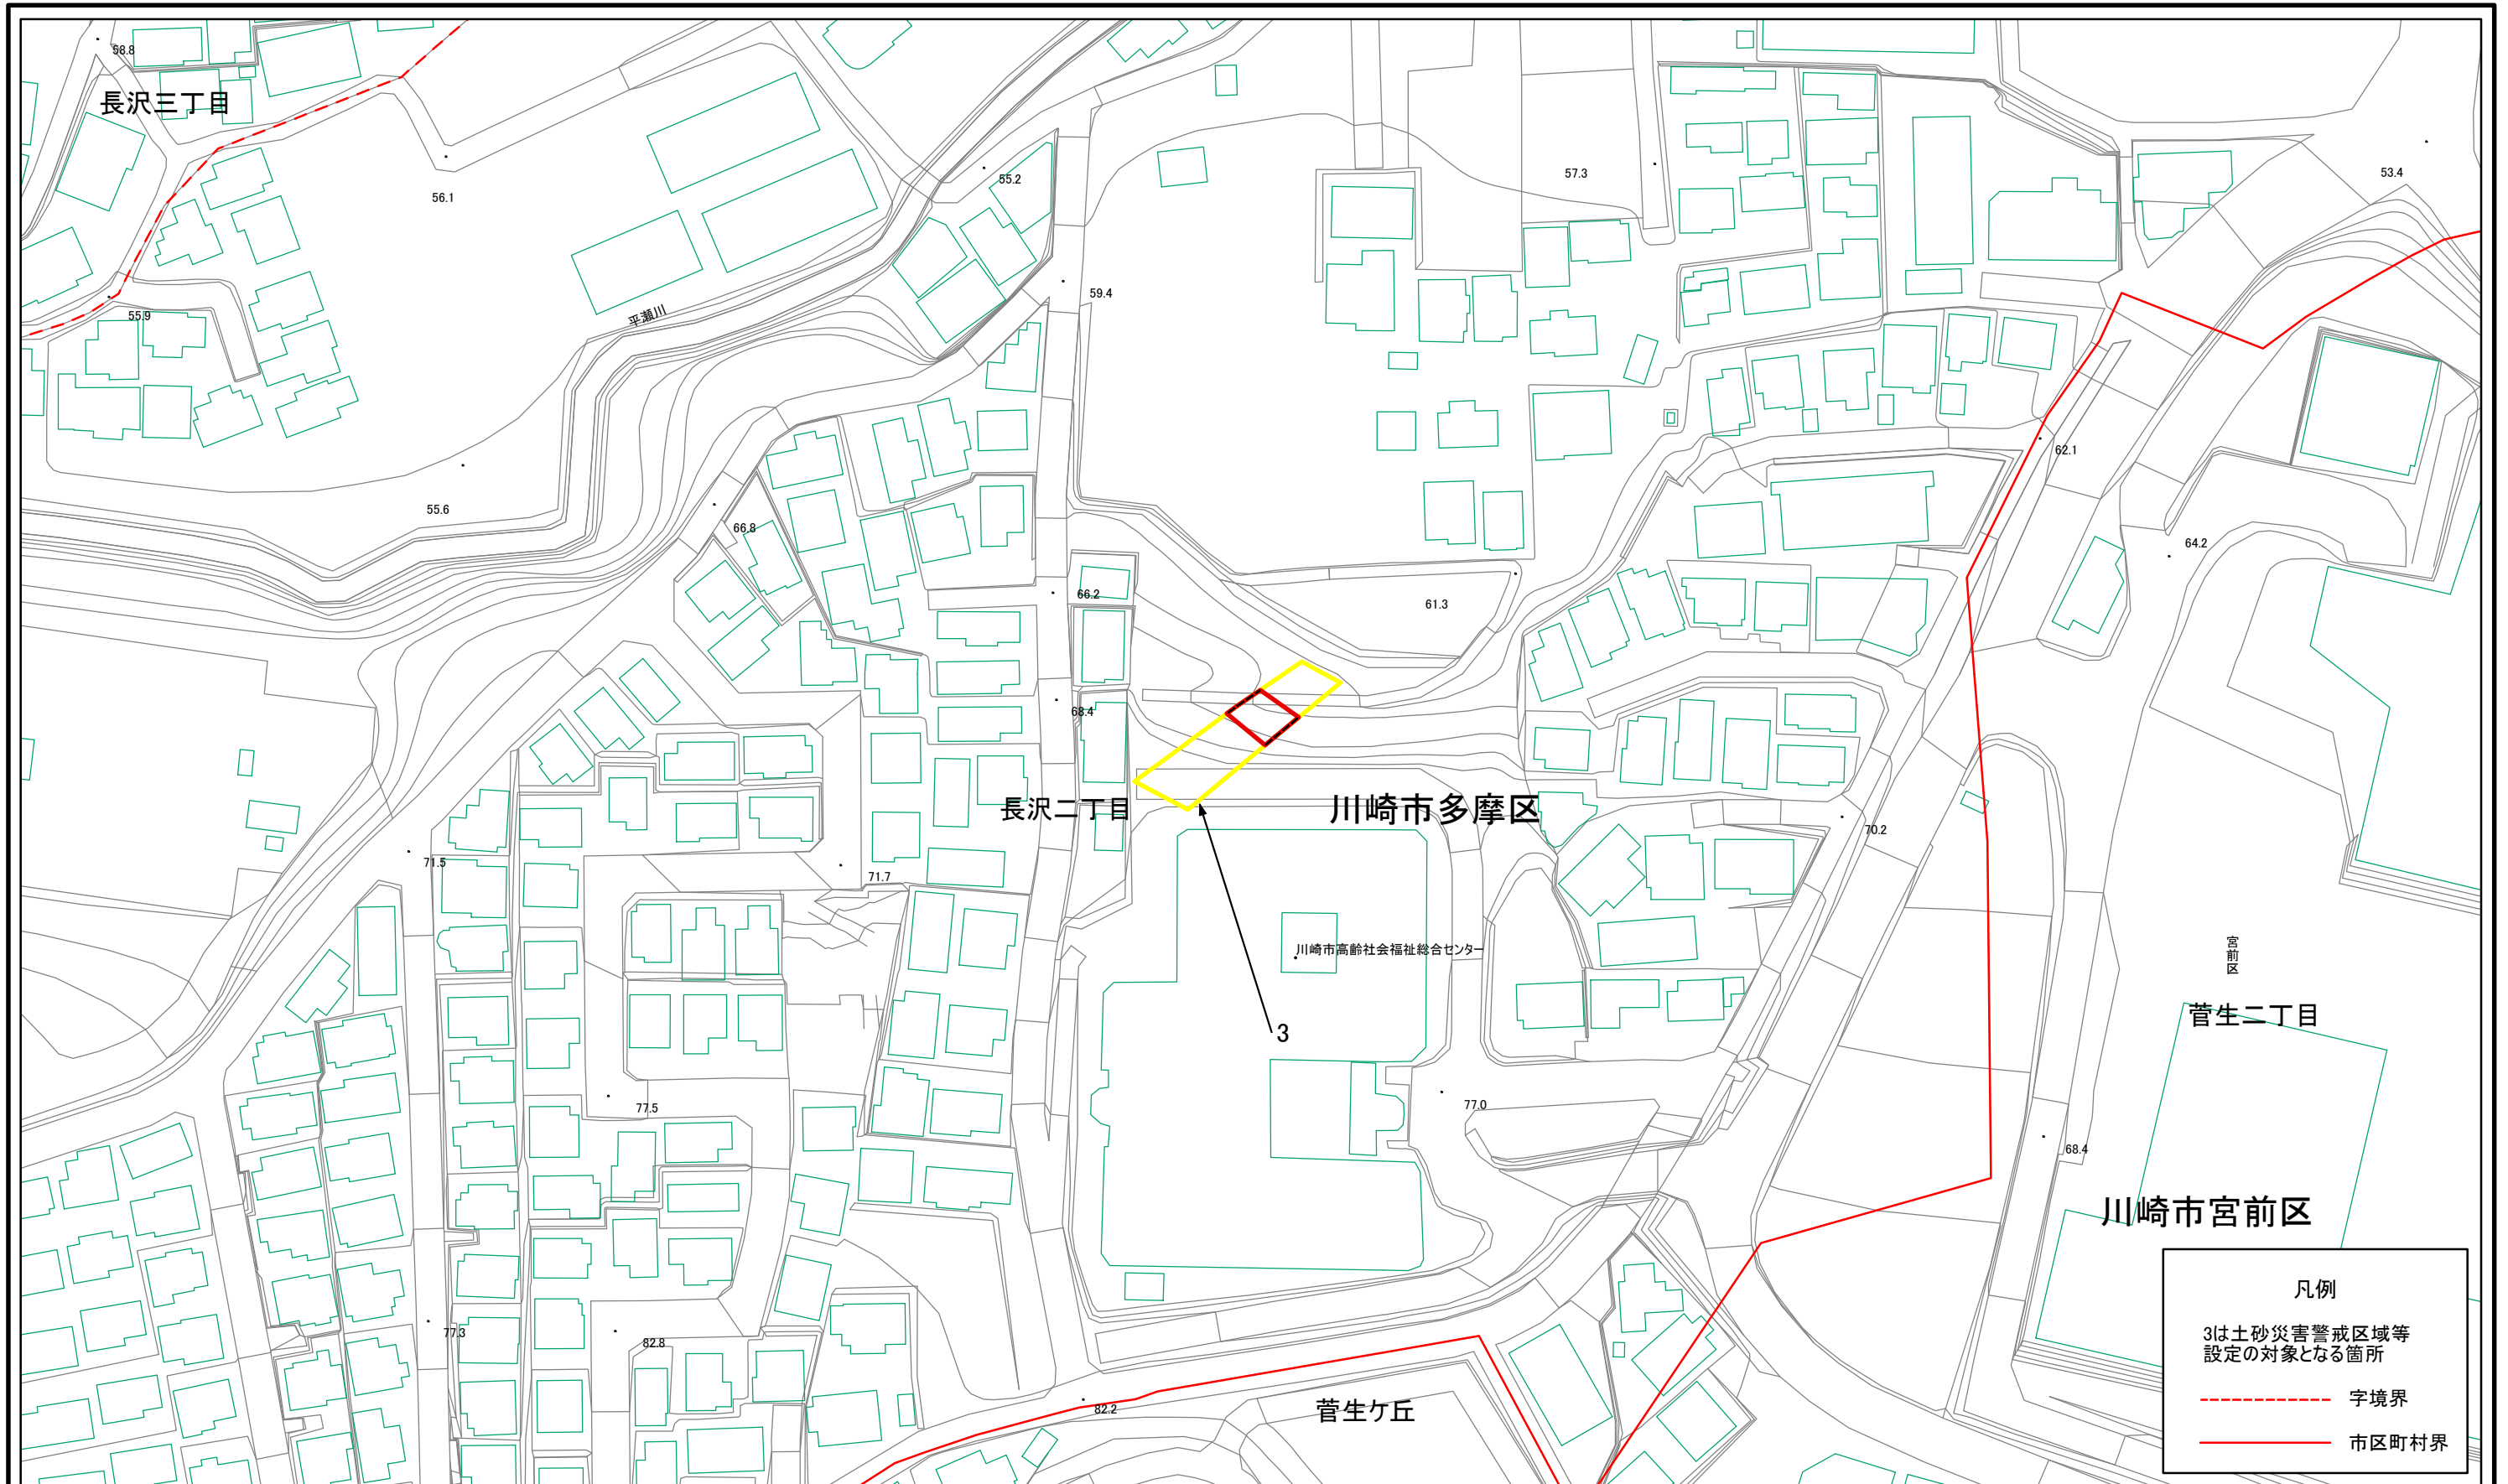 58.8
長沢三丁目
55.2
57.3
53.4
56.1
59.4
平瀬川
55.9
62.1
55.6
66.8
64.2
66.2
61.3
68.4
長沢二丁目
川崎市多摩区
70.2
71.5
71.7
川崎市高齢社会福祉総合センター
宮前区
菅生二丁目
3
77.5
77.0
68.4
川崎市宮前区
77.3
82.8
82.2
菅生ケ丘
凡例
3は土砂災害警戒区域等
設定の対象となる箇所
字境界
市区町村界